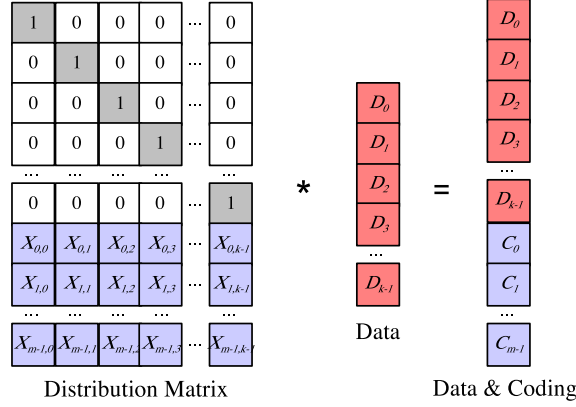 1 0 0 0 ... 0 D₀
0 1 0 0 ... 0 D₁
0 0 1 0 ... 0 D₀ D₂
0 0 0 1 ... 0 D₁ D₃
... ... ... ... ... D₂ ...
0 0 0 0 ... 1 * D₃ = Dₖ₋₁
X₀,₀ X₀,₁ X₀,₂ X₀,₃ ... X₀,ₖ₋₁ ... C₀
X₁,₀ X₁,₁ X₁,₂ X₁,₃ ... X₁,ₖ₋₁ Dₖ₋₁ C₁
... ... ... ... ... Data ...
Xₘ₋₁,₀ Xₘ₋₁,₁ Xₘ₋₁,₂ Xₘ₋₁,₃ ... Xₘ₋₁,ₖ₋₁ Cₘ₋₁
Distribution Matrix Data & Coding